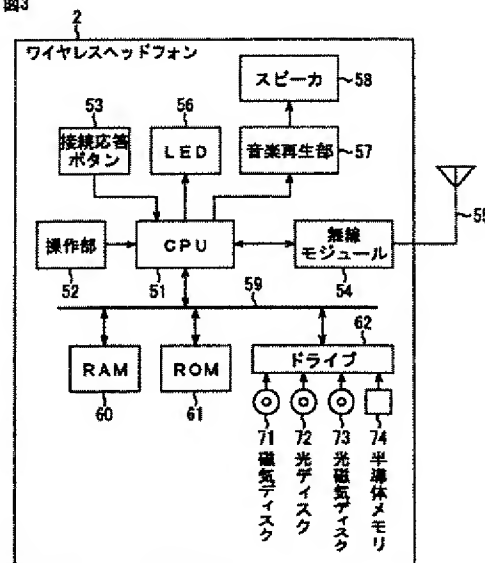 図3
2
ワイヤレスヘッドフォン
スピーカ
58
53
56
接続応答
ボタン
LED
音楽再生部
57
操作部
CPU
無線
モジュール
55
52
51
54
59
62
RAM
ROM
ドライブ
60
61
71
72
73
74
磁気ディスク
光ディスク
光磁気ディスク
半導体メモリ